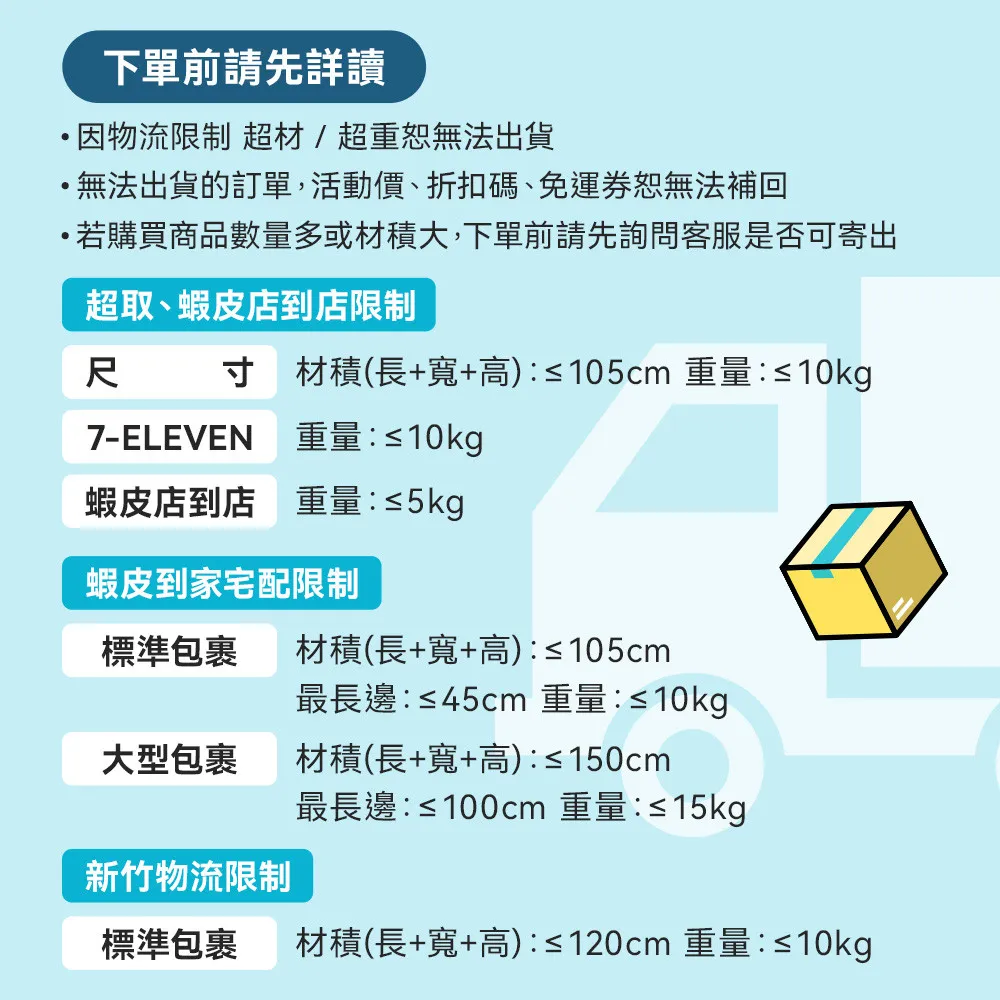 下單前請先詳讀
•因物流限制 超材 / 超重恕無法出貨
•無法出貨的訂單，活動價、折扣碼、免運券恕無法補回
•若購買商品數量多或材積大，下單前請先詢問客服是否可寄出
超取、蝦皮店到店限制
尺 寸 材積(長+寬+高)：≤105cm 重量：≤10kg
7-ELEVEN 重量：≤10kg
蝦皮店到店 重量：≤5kg
蝦皮到家宅配限制
標準包裹 材積(長+寬+高)：≤105cm
最長邊：≤45cm 重量：≤10kg
大型包裹 材積(長+寬+高)：≤150cm
最長邊：≤100cm 重量：≤15kg
新竹物流限制
標準包裹 材積(長+寬+高)：≤120cm 重量：≤10kg